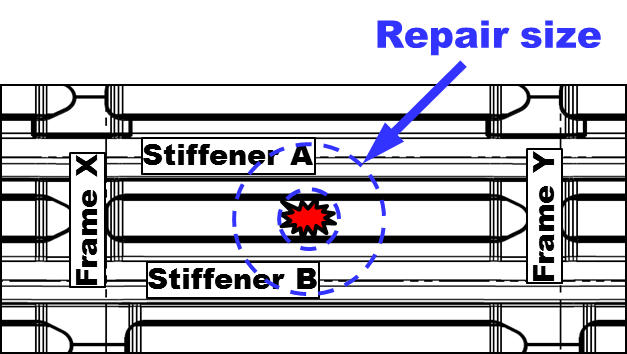 Repair size
Stiffener A
Frame X
Frame Y
Stiffener B